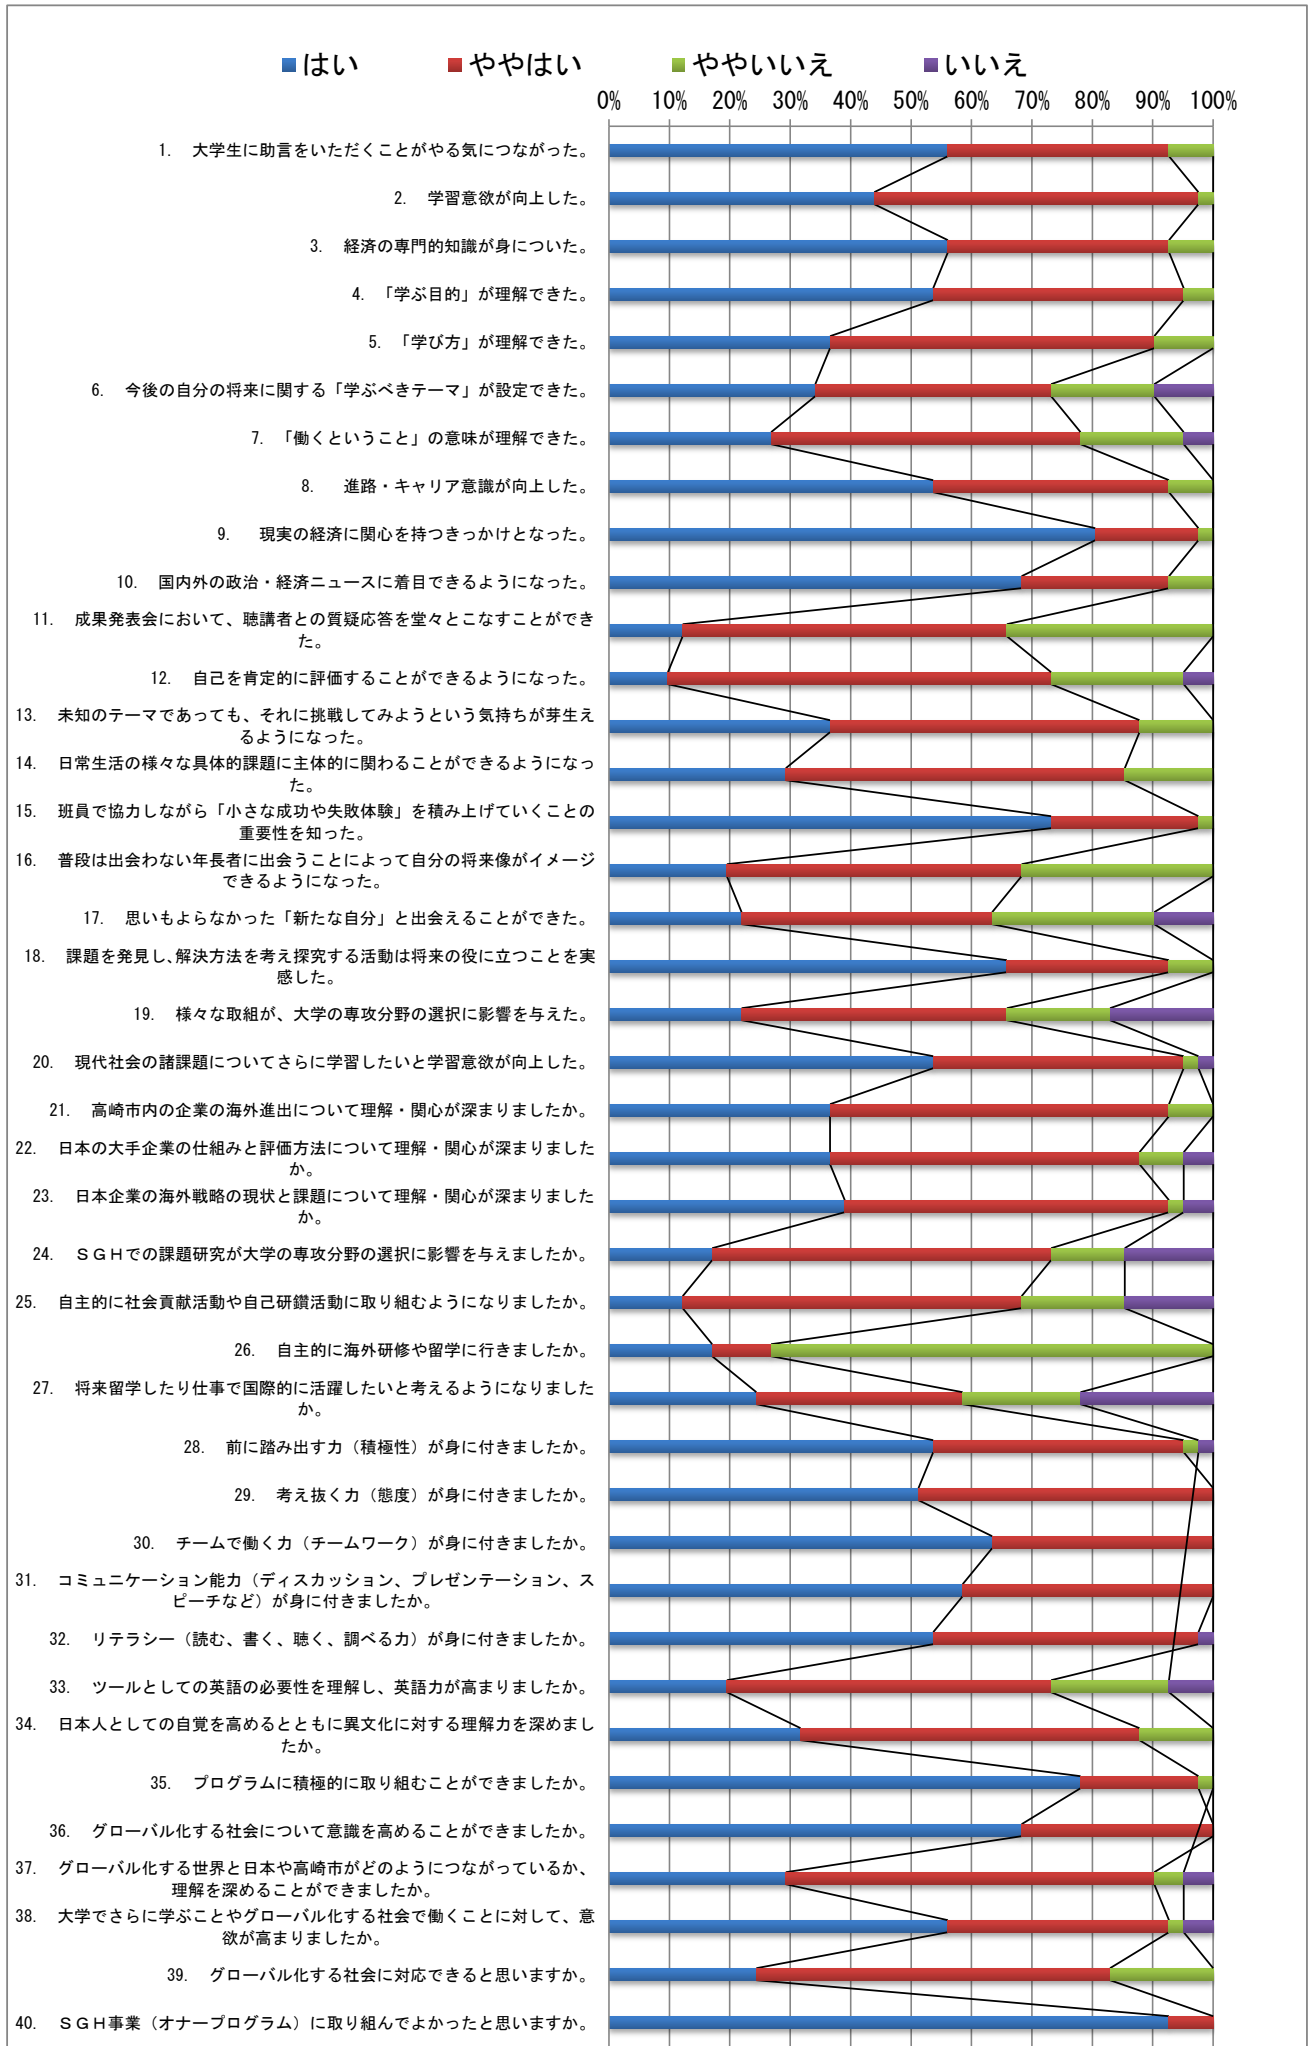 はい ややはい ややいいえ いいえ
0% 10% 20% 30% 40% 50% 60% 70% 80% 90% 100%
1. 大学生に助言をいただくことがやる気につながった。
2. 学習意欲が向上した。
3. 経済の専門的知識が身についた。
4. 「学ぶ目的」が理解できた。
5. 「学び方」が理解できた。
6. 今後の自分の将来に関する「学ぶべきテーマ」が設定できた。
7. 「働くということ」の意味が理解できた。
8. 進路・キャリア意識が向上した。
9. 現実の経済に関心を持つきっかけとなった。
10. 国内外の政治・経済ニュースに着目できるようになった。
11. 成果発表会において、聴講者との質疑応答を堂々とこなすことができ
た。
12. 自己を肯定的に評価することができるようになった。
13. 未知のテーマであっても、それに挑戦してみようという気持ちが芽生え
るようになった。
14. 日常生活の様々な具体的課題に主体的に関わることができるようになっ
た。
15. 班員で協力しながら「小さな成功や失敗体験」を積み上げていくことの
重要性を知った。
16. 普段は出会わない年長者に出会うことによって自分の将来像がイメージ
できるようになった。
17. 思いもよらなかった「新たな自分」と出会えることができた。
18. 課題を発見し、解決方法を考え探究する活動は将来の役に立つことを実
感した。
19. 様々な取組が、大学の専攻分野の選択に影響を与えた。
20. 現代社会の諸課題についてさらに学習したいと学習意欲が向上した。
21. 高崎市内の企業の海外進出について理解・関心が深まりましたか。
22. 日本の大手企業の仕組みと評価方法について理解・関心が深まりました
か。
23. 日本企業の海外戦略の現状と課題について理解・関心が深まりました
か。
24. ＳＧＨでの課題研究が大学の専攻分野の選択に影響を与えましたか。
25. 自主的に社会貢献活動や自己研鑽活動に取り組むようになりましたか。
26. 自主的に海外研修や留学に行きましたか。
27. 将来留学したり仕事で国際的に活躍したいと考えるようになりました
か。
28. 前に踏み出す力（積極性）が身に付きましたか。
29. 考え抜く力（態度）が身に付きましたか。
30. チームで働く力（チームワーク）が身に付きましたか。
31. コミュニケーション能力（ディスカッション、プレゼンテーション、ス
ピーチなど）が身に付きましたか。
32. リテラシー（読む、書く、聴く、調べる力）が身に付きましたか。
33. ツールとしての英語の必要性を理解し、英語力が高まりましたか。
34. 日本人としての自覚を高めるとともに異文化に対する理解力を深めまし
たか。
35. プログラムに積極的に取り組むことができましたか。
36. グローバル化する社会について意識を高めることができましたか。
37. グローバル化する世界と日本や高崎市がどのようにつながっているか、
理解を深めることができましたか。
38. 大学でさらに学ぶことやグローバル化する社会で働くことに対して、意
欲が高まりましたか。
39. グローバル化する社会に対応できると思いますか。
40. ＳＧＨ事業（オナープログラム）に取り組んでよかったと思いますか。